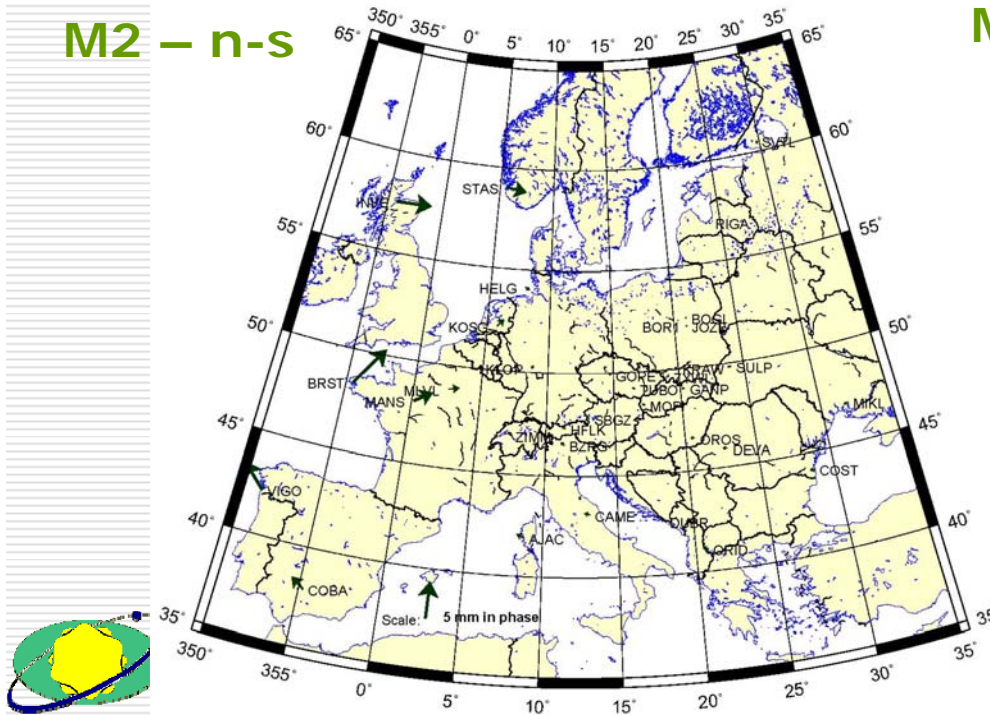 M2 – n-s
M
350° 355° 0° 5° 10° 15° 20° 25° 30° 35°
65° 65°
60° 60°
55° 55°
50° 50°
45° 45°
40° 40°
35° 35°
350° 355° 0° 5° 10° 15° 20° 25° 30° 35°
SVTL
STAS
INVE
RIGA
HELG
KOSG
BOR1
BOGI
JOZE
KLOP
GOPE
KRAW
SULP
BRST
MLVL
MANS
GANP
MOPI
MIKL
SBGZ
HFLK
ZIMM
BZRG
OROS
DEVA
COST
VIGO
CAME
DUBR
AJAC
ORID
COBA
Scale:
5 mm in phase